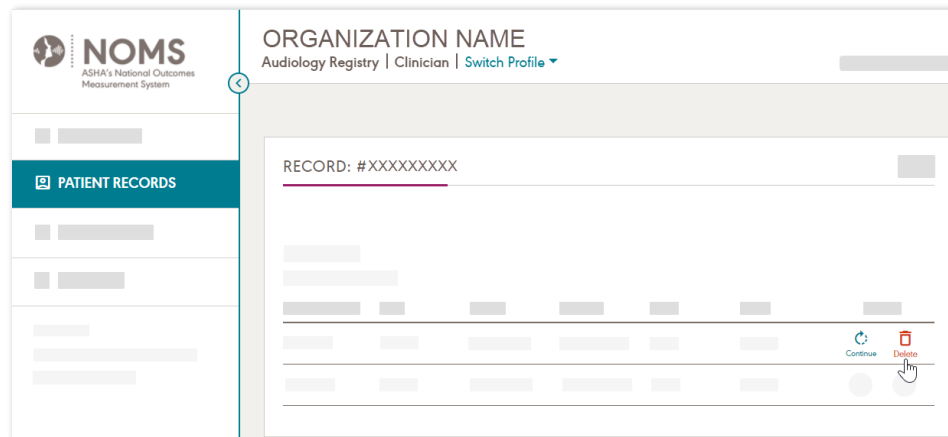 NOMS
ASHA's National Outcomes
Measurement System
ORGANIZATION NAME
Audiology Registry | Clinician | Switch Profile
PATIENT RECORDS
RECORD: #XXXXXXXXX
Continue
Delete